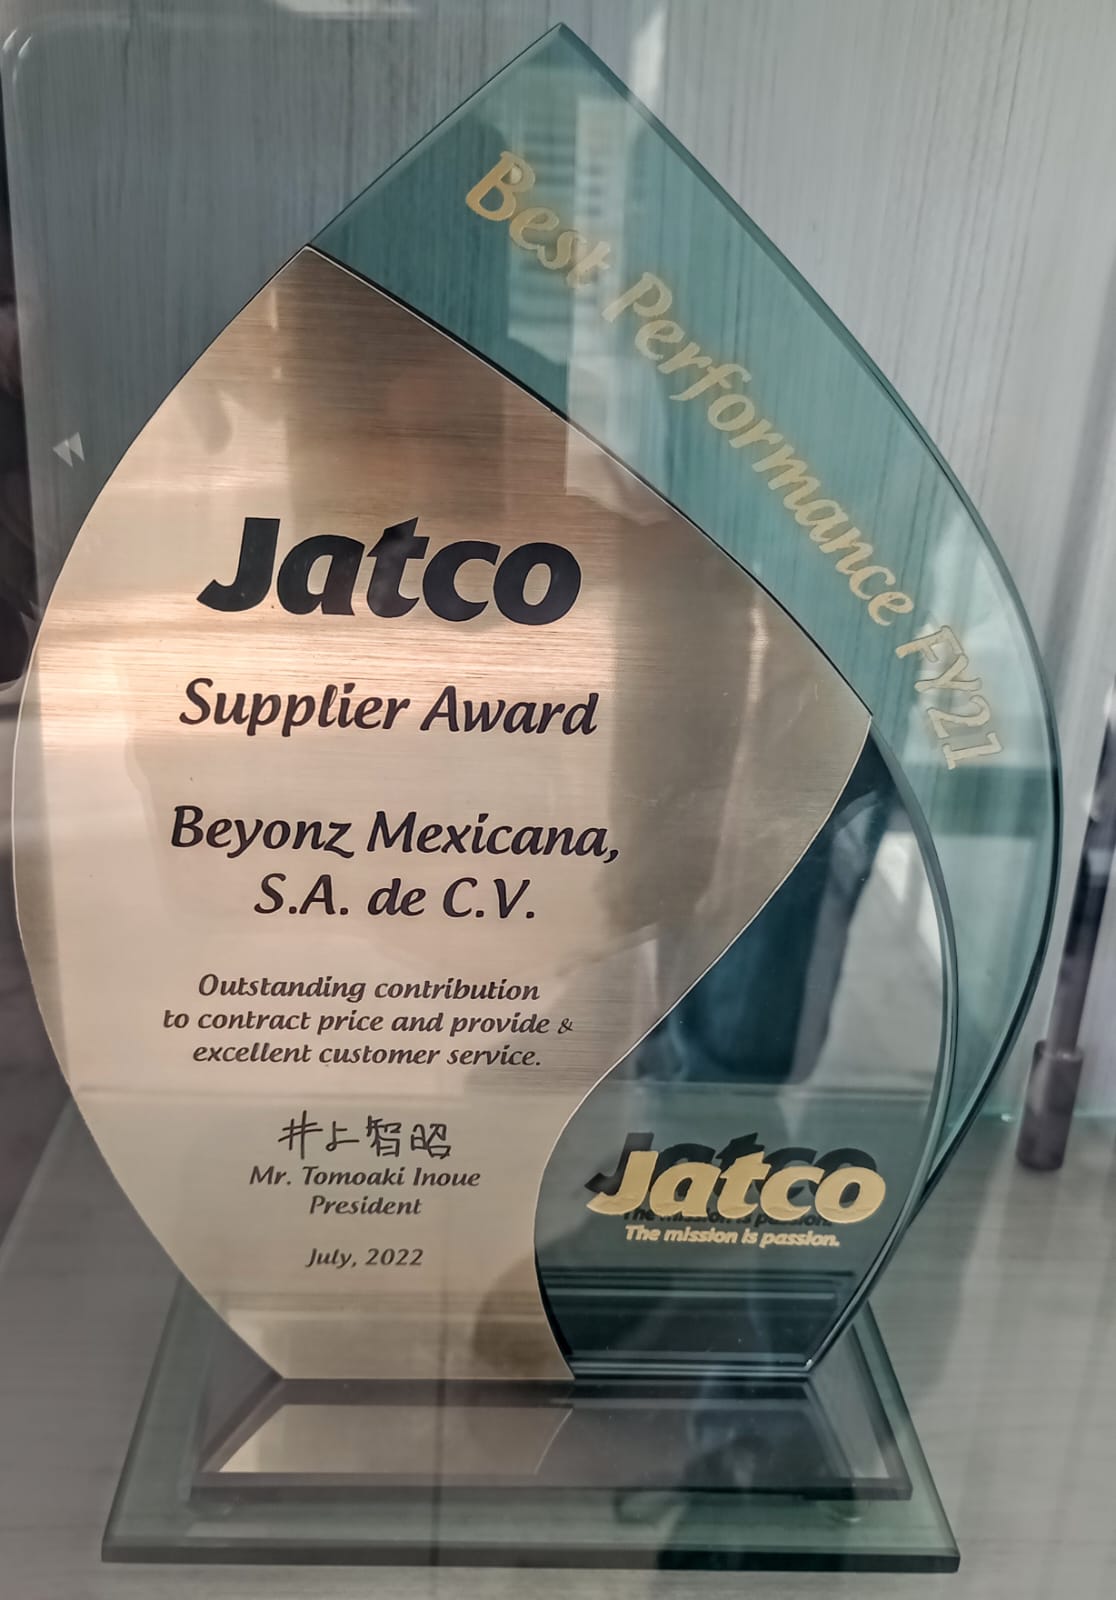 Best Performance FY21
Jatco
Supplier Award
Beyonz Mexicana,
S.A. de C.V.
Outstanding contribution
to contract price and provide &
excellent customer service.
井上智昭
Mr. Tomoaki Inoue
President
July, 2022
Jatco
The mission is passion.